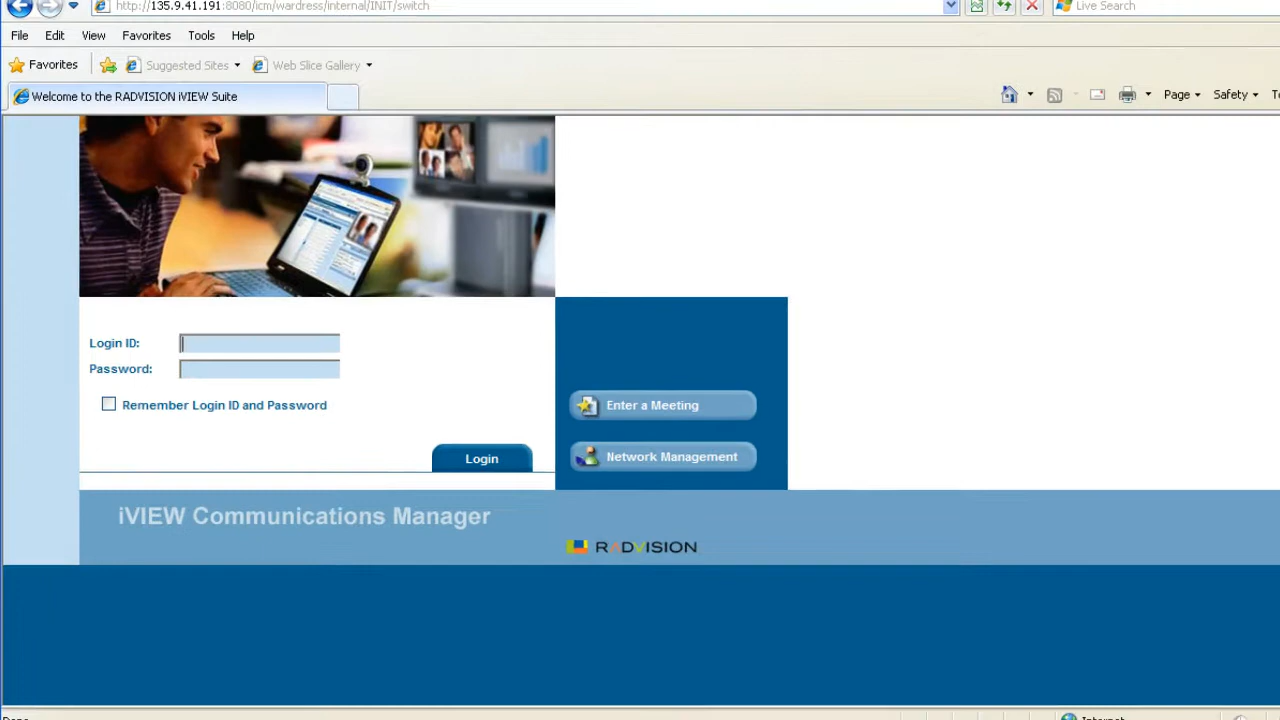 http://135.9.41.191:8080/icm/wardress/internal/INIT/switch
Live Search
File Edit View Favorites Tools Help
Favorites Suggested Sites Web Slice Gallery
Welcome to the RADVISION iVIEW Suite
Page Safety
Login ID:
Password:
Remember Login ID and Password
Enter a Meeting
Login
Network Management
iVIEW Communications Manager
RADVISION